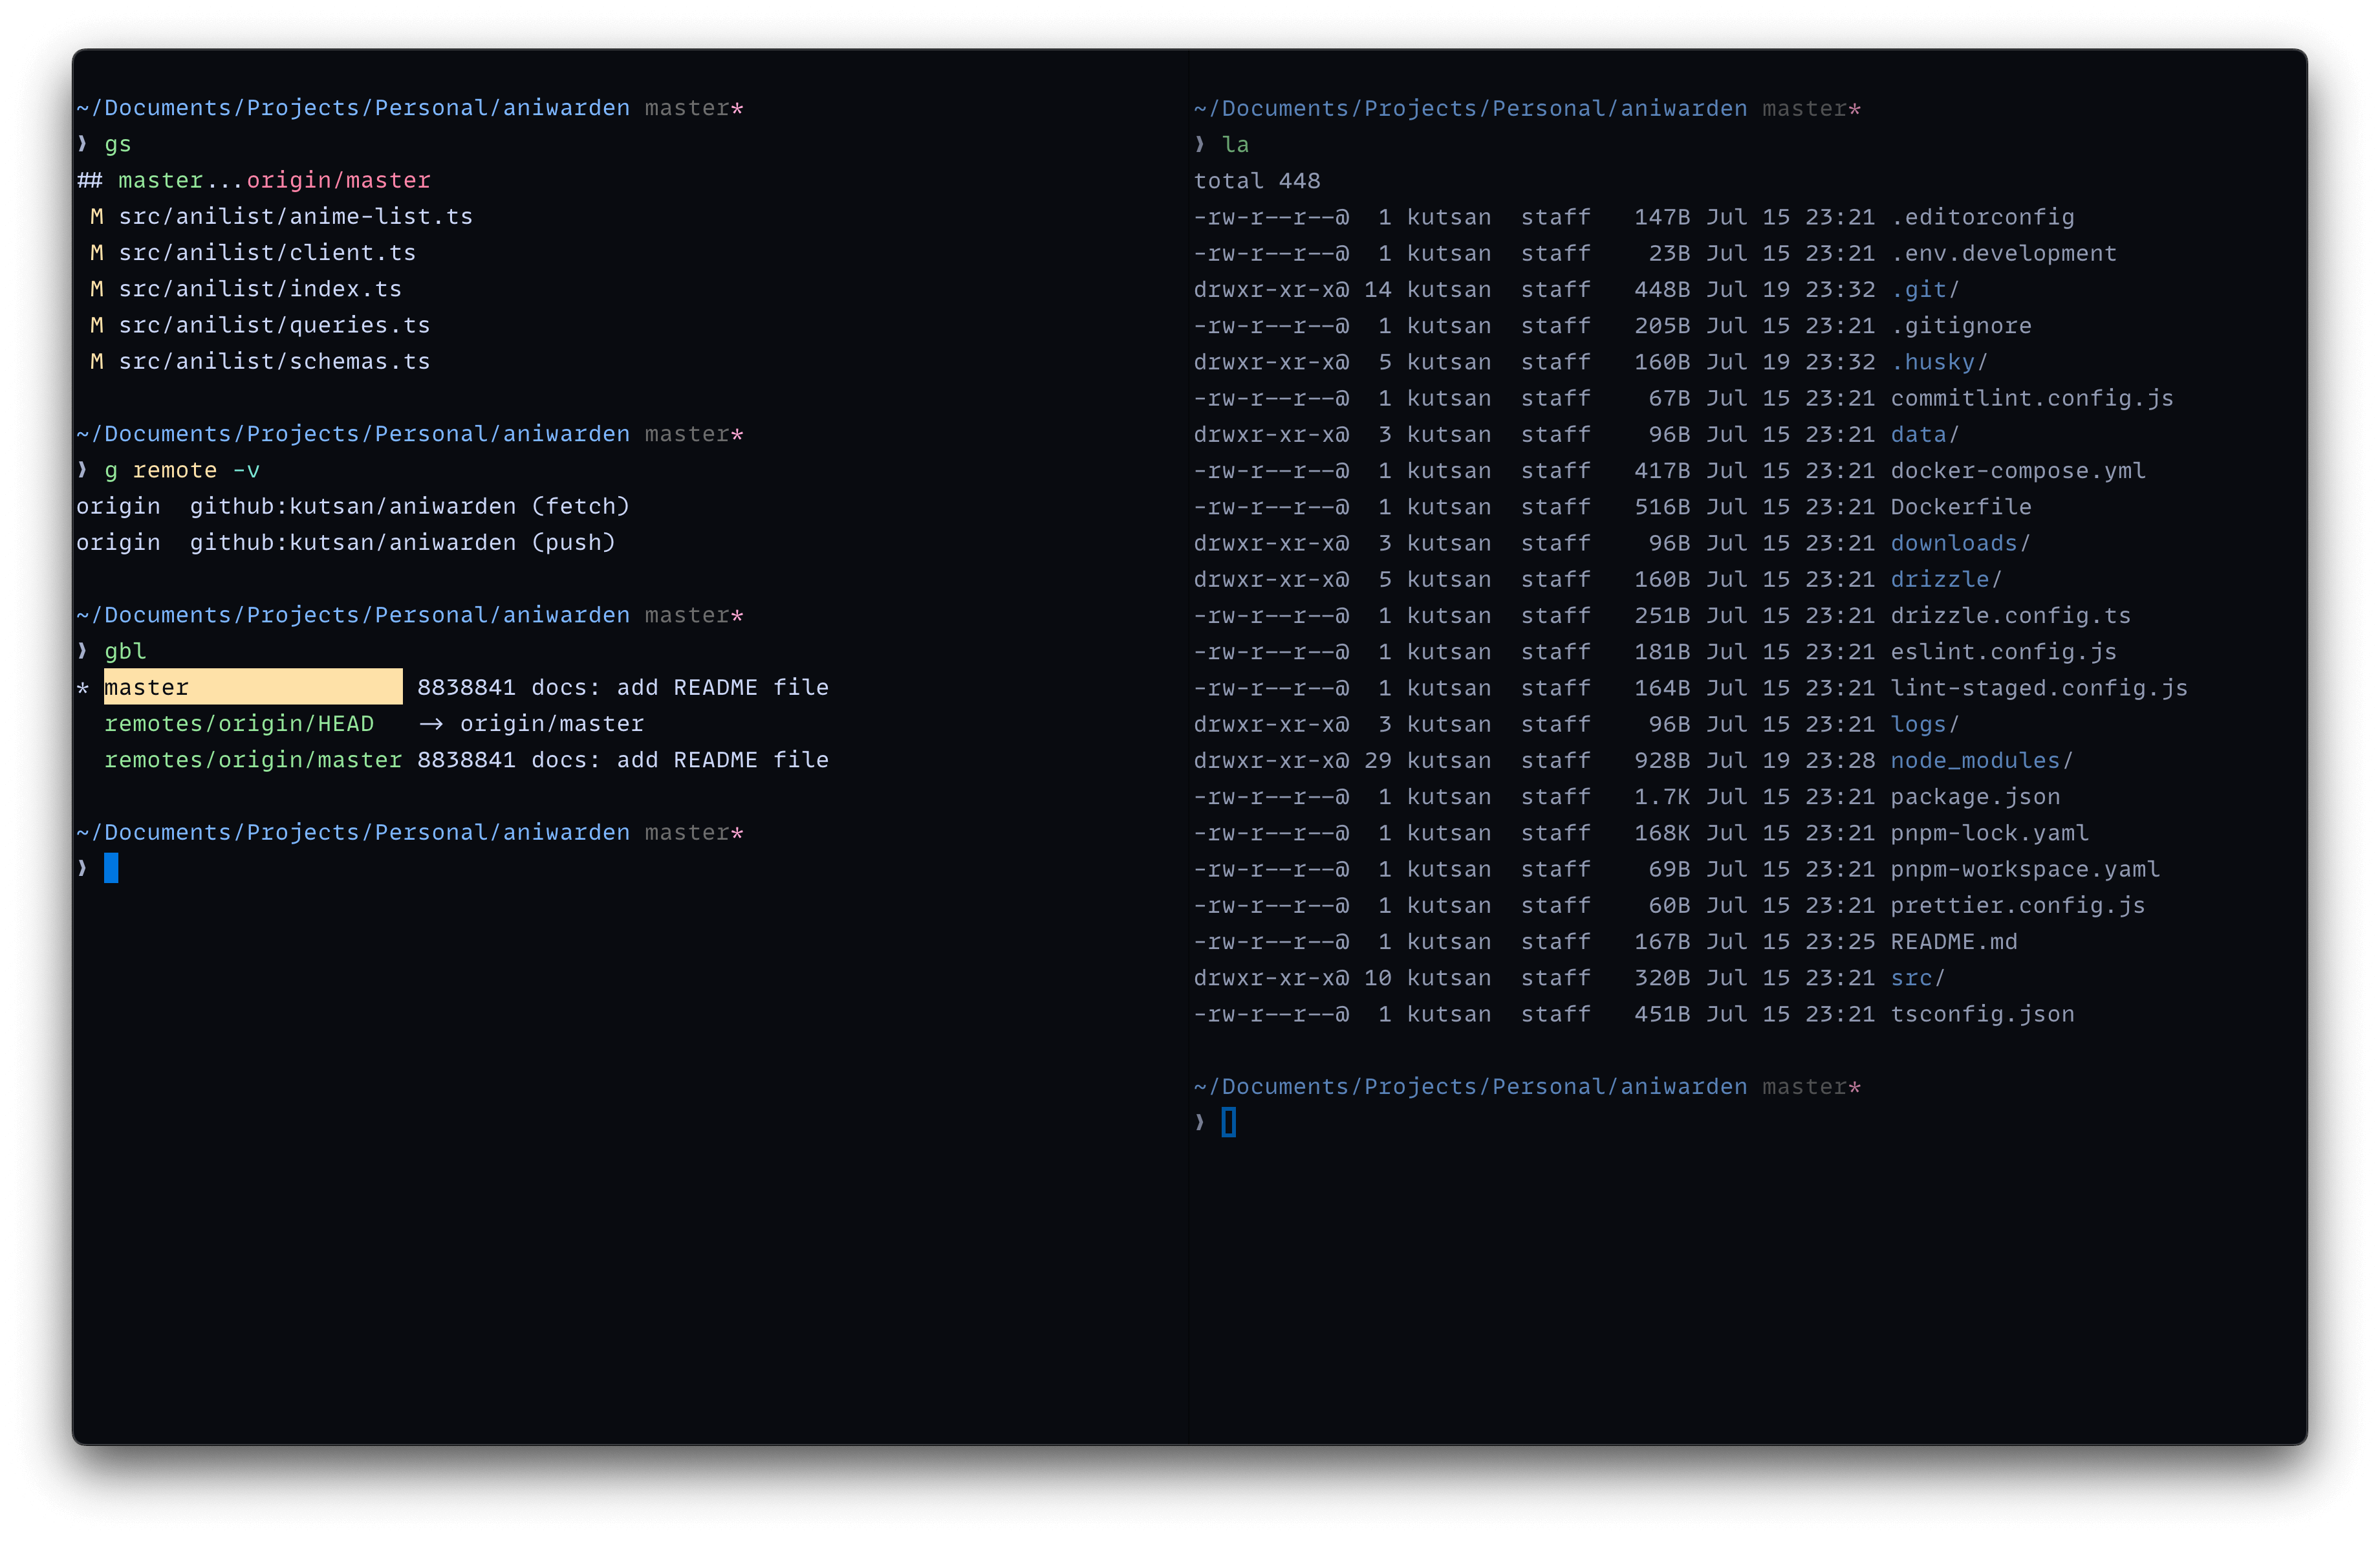 ~/Documents/Projects/Personal/aniwarden master*
❱ gs
## master...origin/master
 M src/anilist/anime-list.ts
 M src/anilist/client.ts
 M src/anilist/index.ts
 M src/anilist/queries.ts
 M src/anilist/schemas.ts

~/Documents/Projects/Personal/aniwarden master*
❱ g remote -v
origin  github:kutsan/aniwarden (fetch)
origin  github:kutsan/aniwarden (push)

~/Documents/Projects/Personal/aniwarden master*
❱ gbl
* master               8838841 docs: add README file
  remotes/origin/HEAD   -> origin/master
  remotes/origin/master 8838841 docs: add README file

~/Documents/Projects/Personal/aniwarden master*
❱

~/Documents/Projects/Personal/aniwarden master*
❱ la
total 448
-rw-r--r--@  1 kutsan  staff   147B Jul 15 23:21 .editorconfig
-rw-r--r--@  1 kutsan  staff    23B Jul 15 23:21 .env.development
drwxr-xr-x@ 14 kutsan  staff   448B Jul 19 23:32 .git/
-rw-r--r--@  1 kutsan  staff   205B Jul 15 23:21 .gitignore
drwxr-xr-x@  5 kutsan  staff   160B Jul 19 23:32 .husky/
-rw-r--r--@  1 kutsan  staff    67B Jul 15 23:21 commitlint.config.js
drwxr-xr-x@  3 kutsan  staff    96B Jul 15 23:21 data/
-rw-r--r--@  1 kutsan  staff   417B Jul 15 23:21 docker-compose.yml
-rw-r--r--@  1 kutsan  staff   516B Jul 15 23:21 Dockerfile
drwxr-xr-x@  3 kutsan  staff    96B Jul 15 23:21 downloads/
drwxr-xr-x@  5 kutsan  staff   160B Jul 15 23:21 drizzle/
-rw-r--r--@  1 kutsan  staff   251B Jul 15 23:21 drizzle.config.ts
-rw-r--r--@  1 kutsan  staff   181B Jul 15 23:21 eslint.config.js
-rw-r--r--@  1 kutsan  staff   164B Jul 15 23:21 lint-staged.config.js
drwxr-xr-x@  3 kutsan  staff    96B Jul 15 23:21 logs/
drwxr-xr-x@ 29 kutsan  staff   928B Jul 19 23:28 node_modules/
-rw-r--r--@  1 kutsan  staff   1.7K Jul 15 23:21 package.json
-rw-r--r--@  1 kutsan  staff   168K Jul 15 23:21 pnpm-lock.yaml
-rw-r--r--@  1 kutsan  staff    69B Jul 15 23:21 pnpm-workspace.yaml
-rw-r--r--@  1 kutsan  staff    60B Jul 15 23:21 prettier.config.js
-rw-r--r--@  1 kutsan  staff   167B Jul 15 23:25 README.md
drwxr-xr-x@ 10 kutsan  staff   320B Jul 15 23:21 src/
-rw-r--r--@  1 kutsan  staff   451B Jul 15 23:21 tsconfig.json

~/Documents/Projects/Personal/aniwarden master*
❱